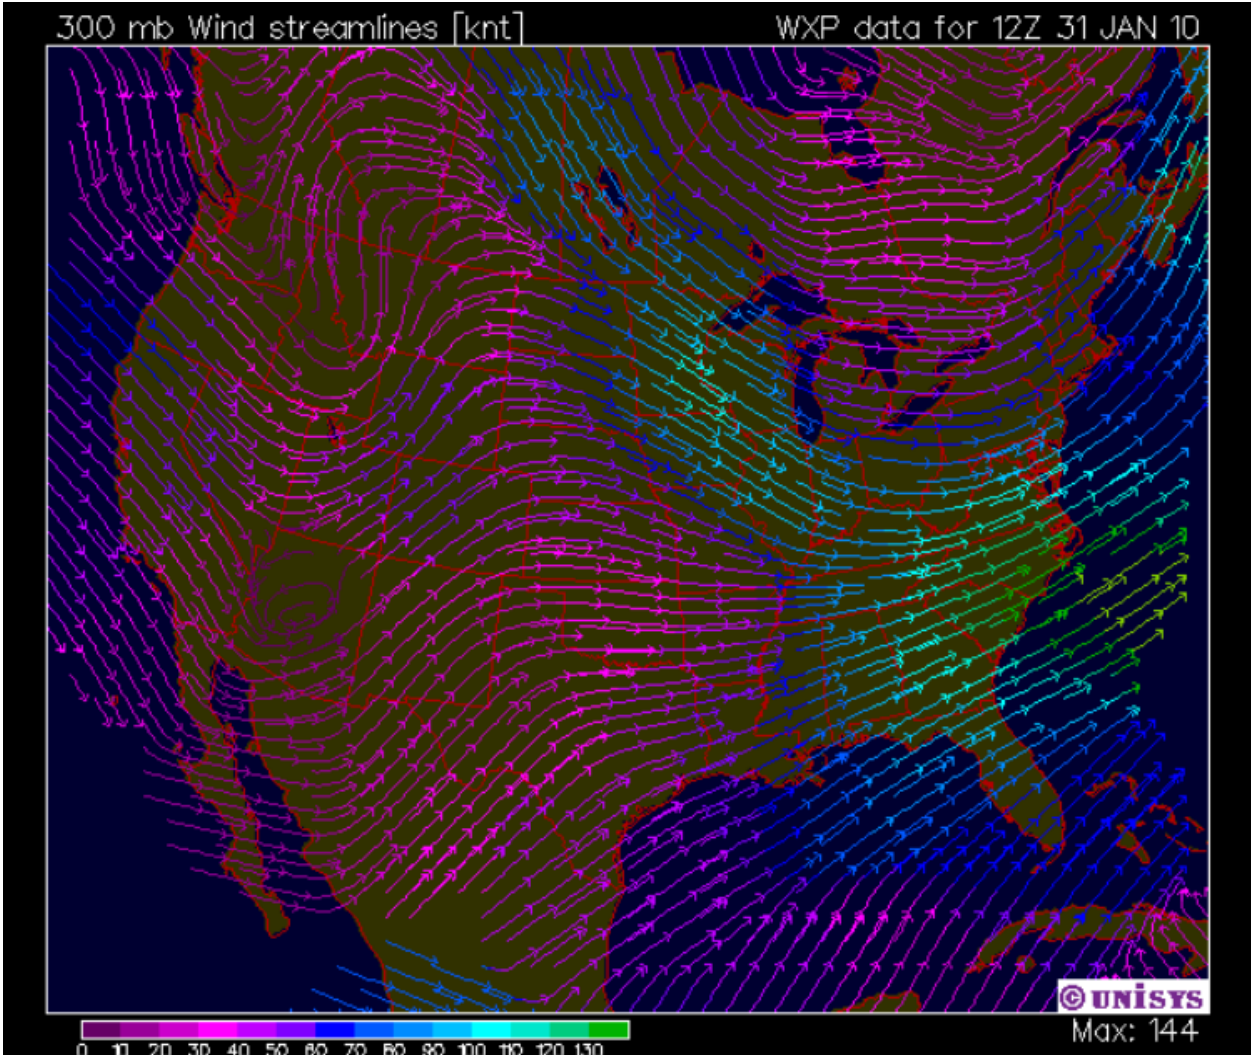 300 mb Wind streamlines [knt]
WXP data for 12Z 31 JAN 10
© UNISYS
Max: 144
0 10 20 30 40 50 60 70 80 90 100 110 120 130